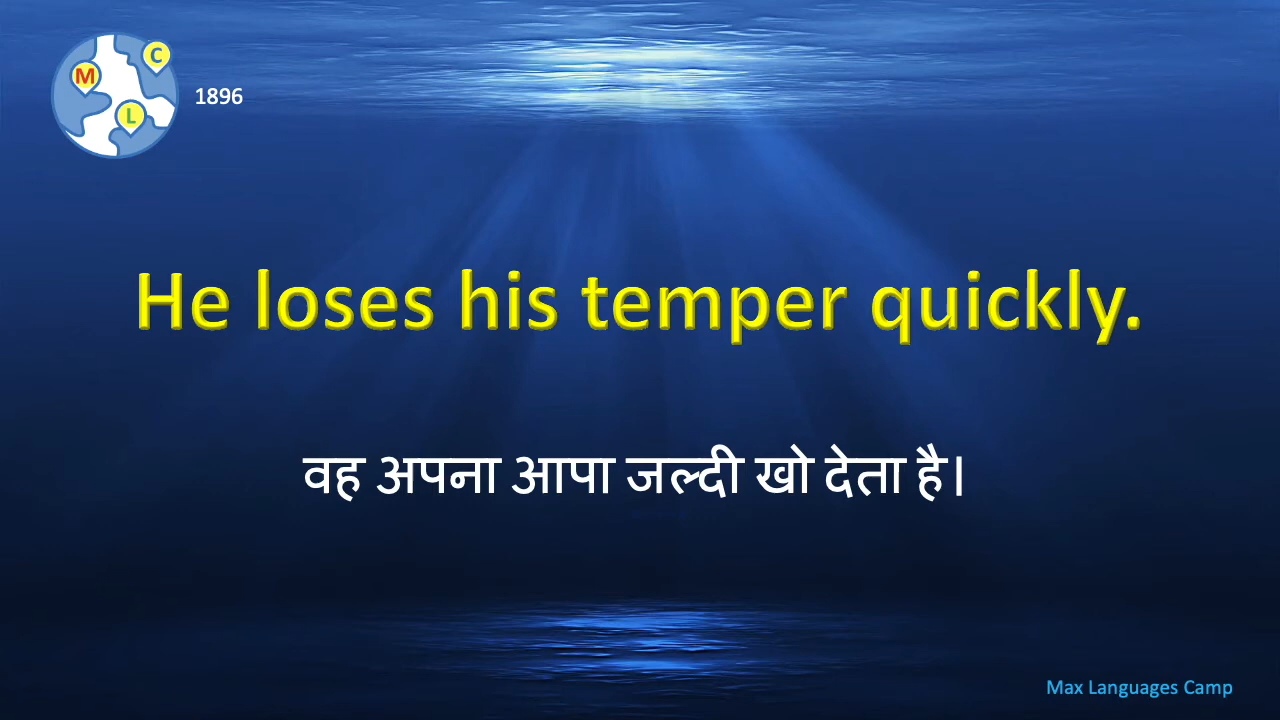 C
M
L
1896
He loses his temper quickly.
वह अपना आपा जल्दी खो देता है।
Max Languages Camp